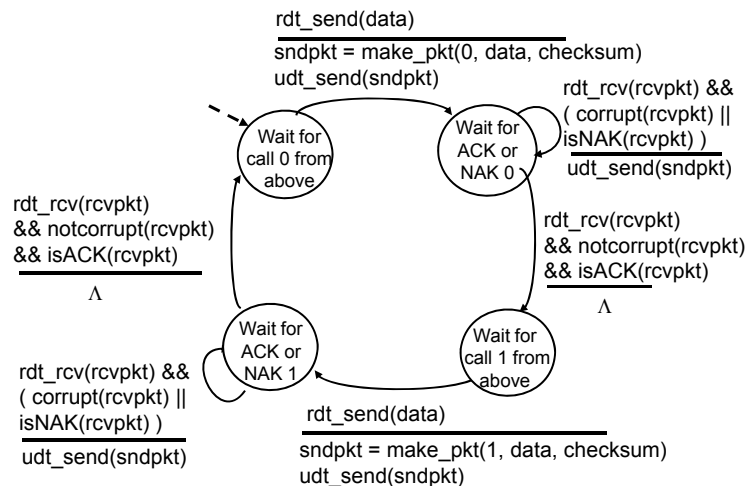 rdt_send(data)
sndpkt = make_pkt(0, data, checksum)
udt_send(sndpkt)
Wait for
call 0 from
above
Wait for
ACK or
NAK 0
rdt_rcv(rcvpkt) &&
( corrupt(rcvpkt) ||
isNAK(rcvpkt) )
udt_send(sndpkt)
rdt_rcv(rcvpkt)
&& notcorrupt(rcvpkt)
&& isACK(rcvpkt)
Λ
rdt_rcv(rcvpkt)
&& notcorrupt(rcvpkt)
&& isACK(rcvpkt)
Λ
Wait for
ACK or
NAK 1
Wait for
call 1 from
above
rdt_rcv(rcvpkt) &&
( corrupt(rcvpkt) ||
isNAK(rcvpkt) )
udt_send(sndpkt)
rdt_send(data)
sndpkt = make_pkt(1, data, checksum)
udt_send(sndpkt)